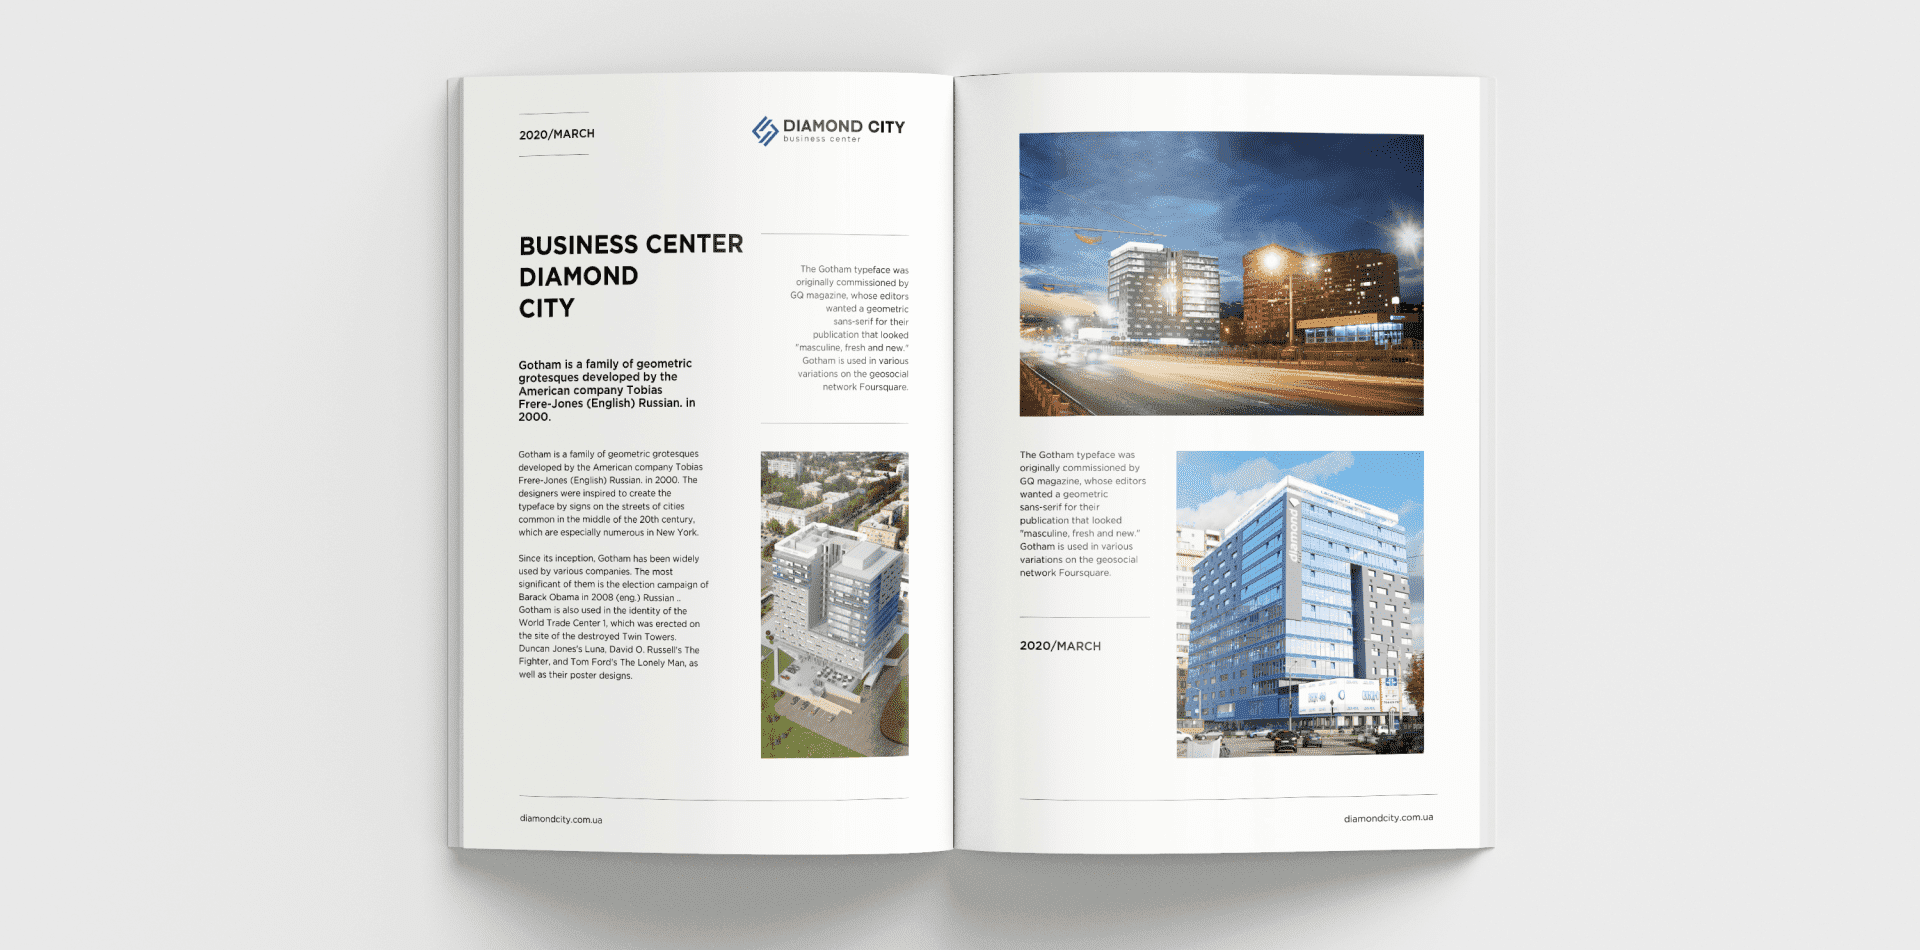 2020/MARCH
DIAMOND CITY
business center
BUSINESS CENTER
DIAMOND
CITY
Gotham is a family of geometric
grotesques developed by the
American company Tobias
Frere-Jones (English) Russian. in
2000.
The Gotham typeface was
originally commissioned by
GQ magazine, whose editors
wanted a geometric
sans-serif for their
publication that looked
"masculine, fresh and new."
Gotham is used in various
variations on the geosocial
network Foursquare.
Gotham is a family of geometric grotesques
developed by the American company Tobias
Frere-Jones (English) Russian. in 2000. The
designers were inspired to create the
typeface by signs on the streets of cities
common in the middle of the 20th century,
which are especially numerous in New York.
Since its inception, Gotham has been widely
used by various companies. The most
significant of them is the election campaign of
Barack Obama in 2008 (eng.) Russian ..
Gotham is also used in the identity of the
World Trade Center 1, which was erected on
the site of the destroyed Twin Towers.
Duncan Jones's Luna, David O. Russell's The
Fighter, and Tom Ford's The Lonely Man, as
well as their poster designs.
diamondcity.com.ua
The Gotham typeface was
originally commissioned by
GQ magazine, whose editors
wanted a geometric
sans-serif for their
publication that looked
"masculine, fresh and new."
Gotham is used in various
variations on the geosocial
network Foursquare.
2020/MARCH
diamond
diamondcity.com.ua